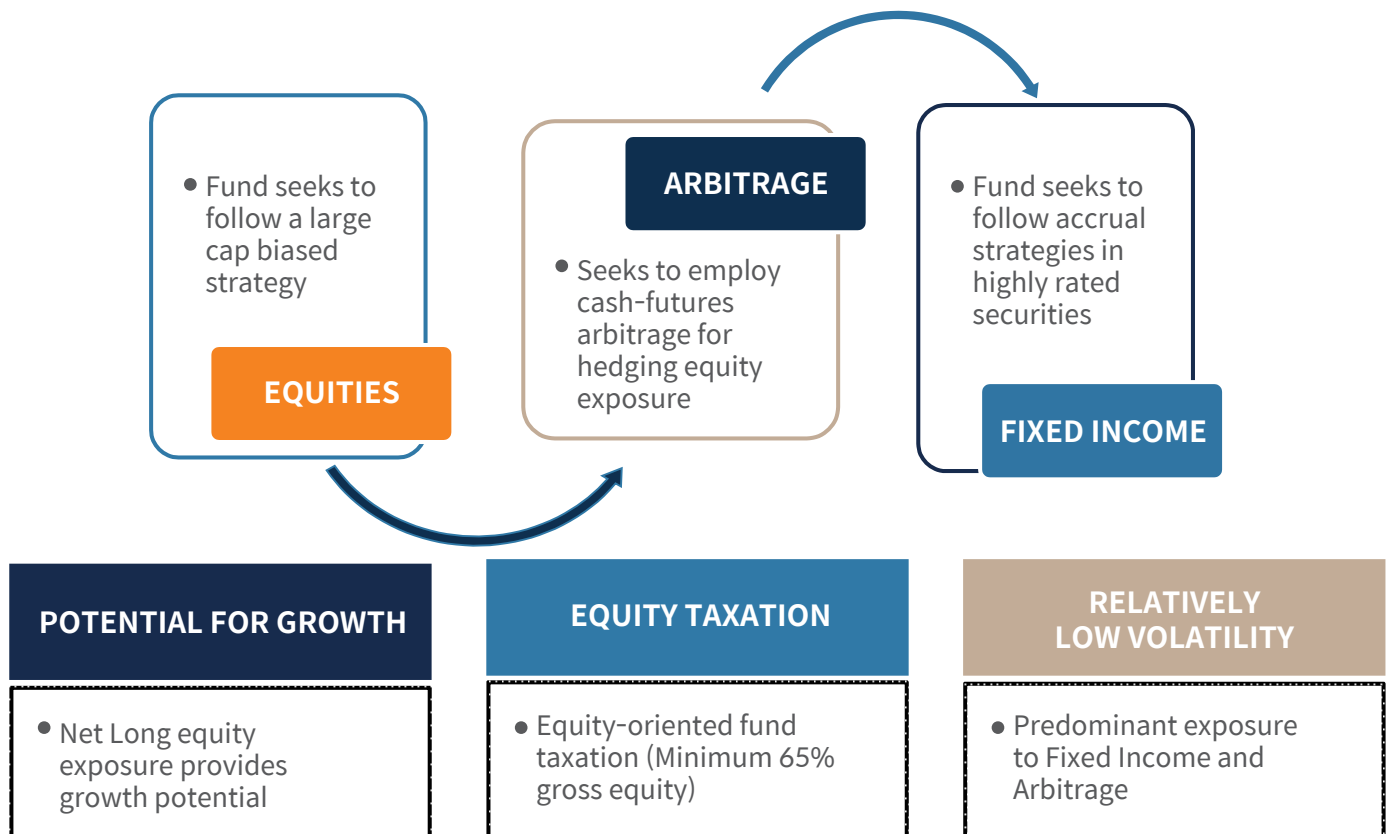 • Fund seeks to
follow a large
cap biased
strategy
EQUITIES
ARBITRAGE
• Seeks to employ
cash-futures
arbitrage for
hedging equity
exposure
• Fund seeks to
follow accrual
strategies in
highly rated
securities
FIXED INCOME
POTENTIAL FOR GROWTH
• Net Long equity
exposure provides
growth potential
EQUITY TAXATION
• Equity-oriented fund
taxation (Minimum 65%
gross equity)
RELATIVELY
LOW VOLATILITY
• Predominant exposure
to Fixed Income and
Arbitrage